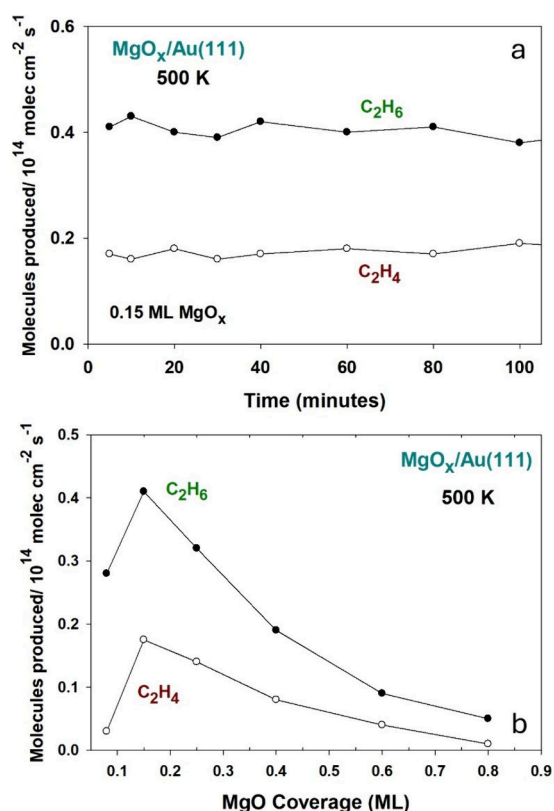 MgOₓ/Au(111)
500 K
a
C₂H₆
C₂H₄
0.15 ML MgOₓ
Molecules produced/ 10¹⁴ molec cm⁻² s⁻¹
0.6
0.4
0.2
0.0
0 20 40 60 80 100
Time (minutes)
MgOₓ/Au(111)
500 K
C₂H₆
C₂H₄
b
Molecules produced/ 10¹⁴ molec cm⁻² s⁻¹
0.5
0.4
0.3
0.2
0.1
0.0
0.1 0.2 0.3 0.4 0.5 0.6 0.7 0.8 0.9
MgO Coverage (ML)